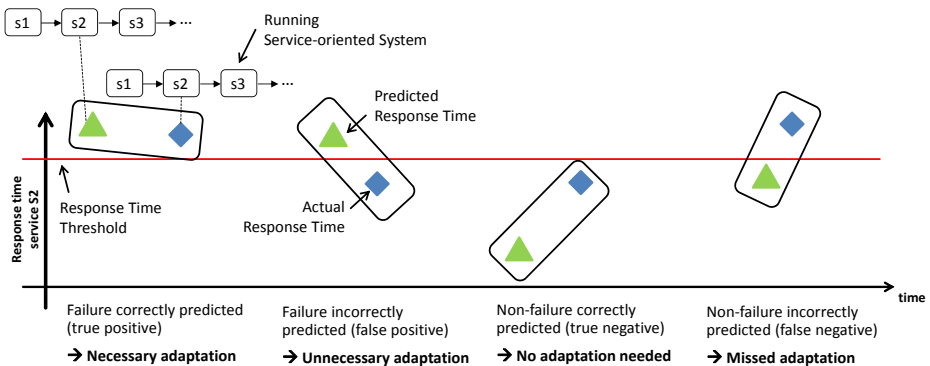 s1 s2 s3 ...
Running
Service-oriented System
s1 s2 s3 ...
Predicted
Response Time
Response time
service S2
Response Time
Threshold
Actual
Response Time
time
Failure correctly predicted
(true positive)
→ Necessary adaptation
Failure incorrectly
predicted (false positive)
→ Unnecessary adaptation
Non-failure correctly
predicted (true negative)
→ No adaptation needed
Non-failure incorrectly
predicted (false negative)
→ Missed adaptation